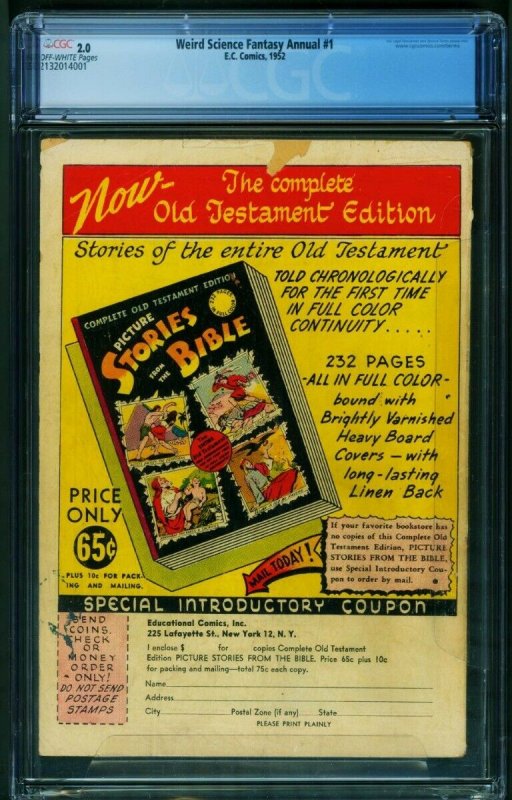 CGC 2.0
OFF-WHITE Pages
2132014001
Weird Science Fantasy Annual #1
E.C. Comics, 1952
Now-
The complete
Old Testament Edition
Stories of the entire Old Testament
TOLD CHRONOLOGICALLY
FOR THE FIRST TIME
IN FULL COLOR
CONTINUITY.....
COMPLETE OLD TESTAMENT EDITION
PICTURE
STORIES
FROM THE
BIBLE
232 PAGES
-ALL IN FULL COLOR-
bound with
Brightly Varnished
Heavy Board
Covers — with
long-lasting
Linen Back
PRICE
ONLY
65¢
PLUS 10¢ FOR PACK-
ING AND MAILING.
MAIL TODAY!
If your favorite bookstore has
no copies of this Complete Old
Testament Edition, PICTURE
STORIES FROM THE BIBLE,
use Special Introductory Cou-
pon to order by mail.
SPECIAL INTRODUCTORY COUPON
SEND
COINS,
CHECK
OR
MONEY
ORDER
ONLY!
DO NOT SEND
POSTAGE
STAMPS
Educational Comics, Inc.
225 Lafayette St., New York 12, N. Y.
I enclose $ for copies Complete Old Testament
Edition PICTURE STORIES FROM THE BIBLE. Price 65c plus 10c
for packing and mailing—total 75c each copy.
Name
Address
City Postal Zone (if any) State
PLEASE PRINT PLAINLY